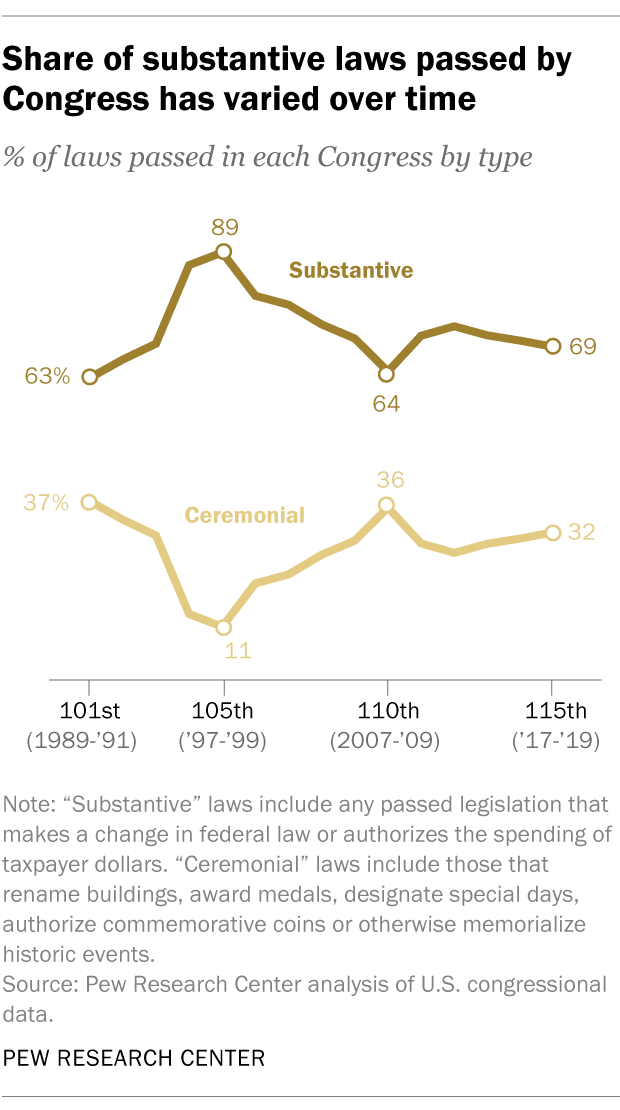 Share of substantive laws passed by
Congress has varied over time
% of laws passed in each Congress by type
89
Substantive
63%
69
64
37%
36
Ceremonial
32
11
101st
105th
110th
115th
(1989-’91)
(’97-’99)
(2007-’09)
(’17-’19)
Note: “Substantive” laws include any passed legislation that
makes a change in federal law or authorizes the spending of
taxpayer dollars. “Ceremonial” laws include those that
rename buildings, award medals, designate special days,
authorize commemorative coins or otherwise memorialize
historic events.
Source: Pew Research Center analysis of U.S. congressional
data.
PEW RESEARCH CENTER